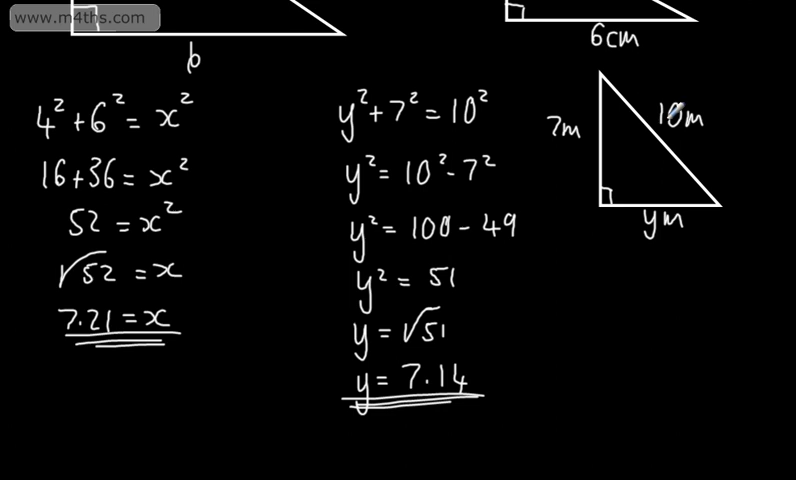 www.m4ths.com
b
6cm
4² + 6² = x²
16 + 36 = x²
52 = x²
√52 = x
7.21 = x
y² + 7² = 10²
y² = 10² - 7²
y² = 100 - 49
y² = 51
y = √51
y = 7.14
7m
10m
ym